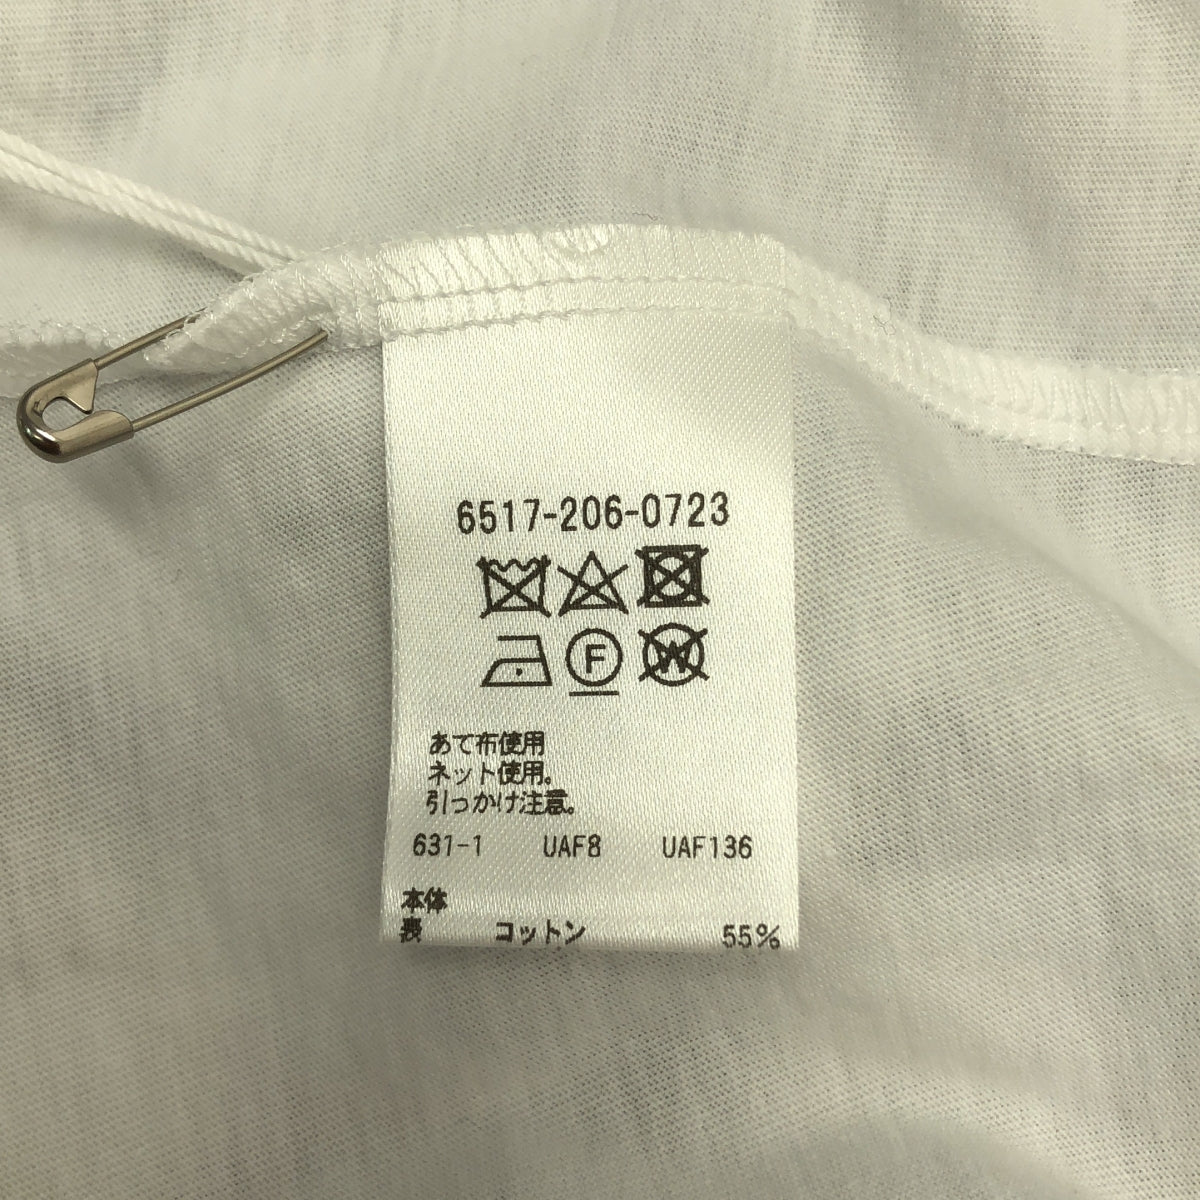 6517-206-0723
F W
あて布使用
ネット使用。
引っかけ注意。
631-1 UAF8 UAF136
本体
表 コットン 55%